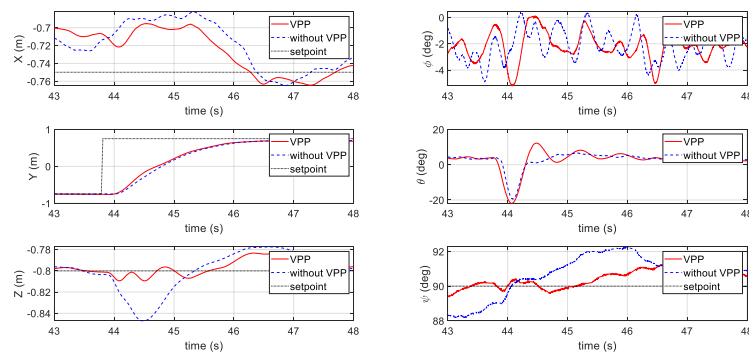 X (m)
-0.7
-0.72
-0.74
-0.76
43
44
45
46
47
48
time (s)
VPP
without VPP
setpoint
ϕ (deg)
0
-2
-4
43
44
45
46
47
48
time (s)
VPP
without VPP
Y (m)
1
0
-1
43
44
45
46
47
48
time (s)
VPP
without VPP
setpoint
θ (deg)
20
0
-20
43
44
45
46
47
48
time (s)
VPP
without VPP
Z (m)
-0.78
-0.8
-0.82
-0.84
43
44
45
46
47
48
time (s)
VPP
without VPP
setpoint
ψ (deg)
92
90
88
43
44
45
46
47
48
time (s)
VPP
without VPP
setpoint